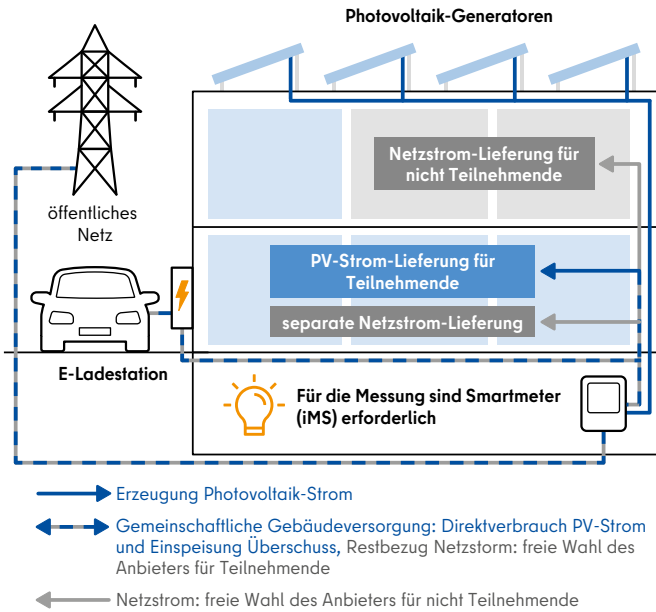 Photovoltaik-Generatoren
Netzstrom-Lieferung für
nicht Teilnehmende
öffentliches
Netz
PV-Strom-Lieferung für
Teilnehmende
separate Netzstrom-Lieferung
E-Ladestation
Für die Messung sind Smartmeter
(iMS) erforderlich
Erzeugung Photovoltaik-Strom
Gemeinschaftliche Gebäudeversorgung: Direktverbrauch PV-Strom
und Einspeisung Überschuss, Restbezug Netzstorm: freie Wahl des
Anbieters für Teilnehmende
Netzstrom: freie Wahl des Anbieters für nicht Teilnehmende